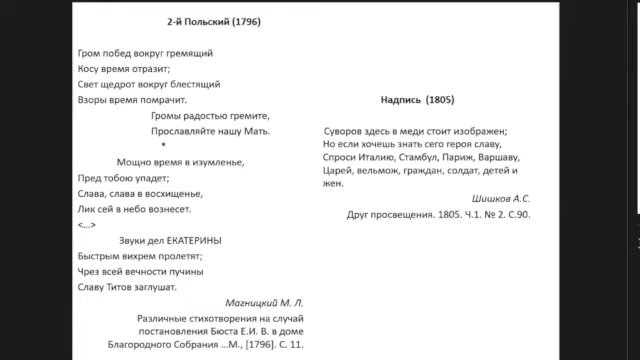 2-й Польский (1796)
Гром побед вокруг гремящий
Косу время отразит;
Свет щедрот вокруг блестящий
Взоры время помрачит.
Громы радостью гремите,
Прославляйте нашу Мать.
*
Мощно время в изумленье,
Пред тобою упадет;
Слава, слава в восхищенье,
Лик сей в небо вознесет.
<...>
Звуки дел ЕКАТЕРИНЫ
Быстрым вихрем пролетят;
Чрез всей вечности пучины
Славу Титов заглушат.
Магницкий М. Л.
Различные стихотворения на случай
постановления Бюста Е.И. В. в доме
Благородного Собрания ...М., [1796]. С. 11.
Надпись (1805)
Суворов здесь в меди стоит изображен;
Но если хочешь знать сего героя славу,
Спроси Италию, Стамбул, Париж, Варшаву,
Царей, вельмож, граждан, солдат, детей и
жен.
Шишков А.С.
Друг просвещения. 1805. Ч.1. № 2. С.90.